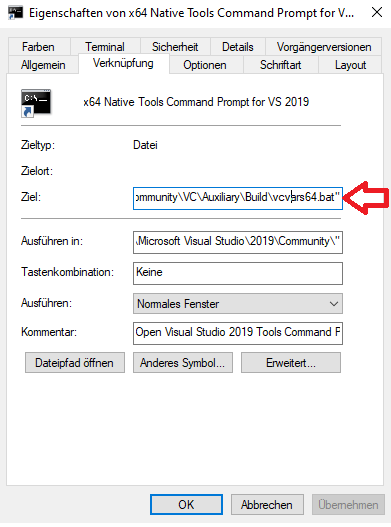 Eigenschaften von x64 Native Tools Command Prompt for V...
Farben Terminal Sicherheit Details Vorgängerversionen
Allgemein Verknüpfung Optionen Schriftart Layout
C:\
x64 Native Tools Command Prompt for VS 2019
Zieltyp: Datei
Zielort:
Ziel: ommunity\VC\Auxiliary\Build\vcvars64.bat"
Ausführen in: \Microsoft Visual Studio\2019\Community\"
Tastenkombination: Keine
Ausführen: Normales Fenster
Kommentar: Open Visual Studio 2019 Tools Command P
Dateipfad öffnen Anderes Symbol... Erweitert...
OK Abbrechen Übernehmen